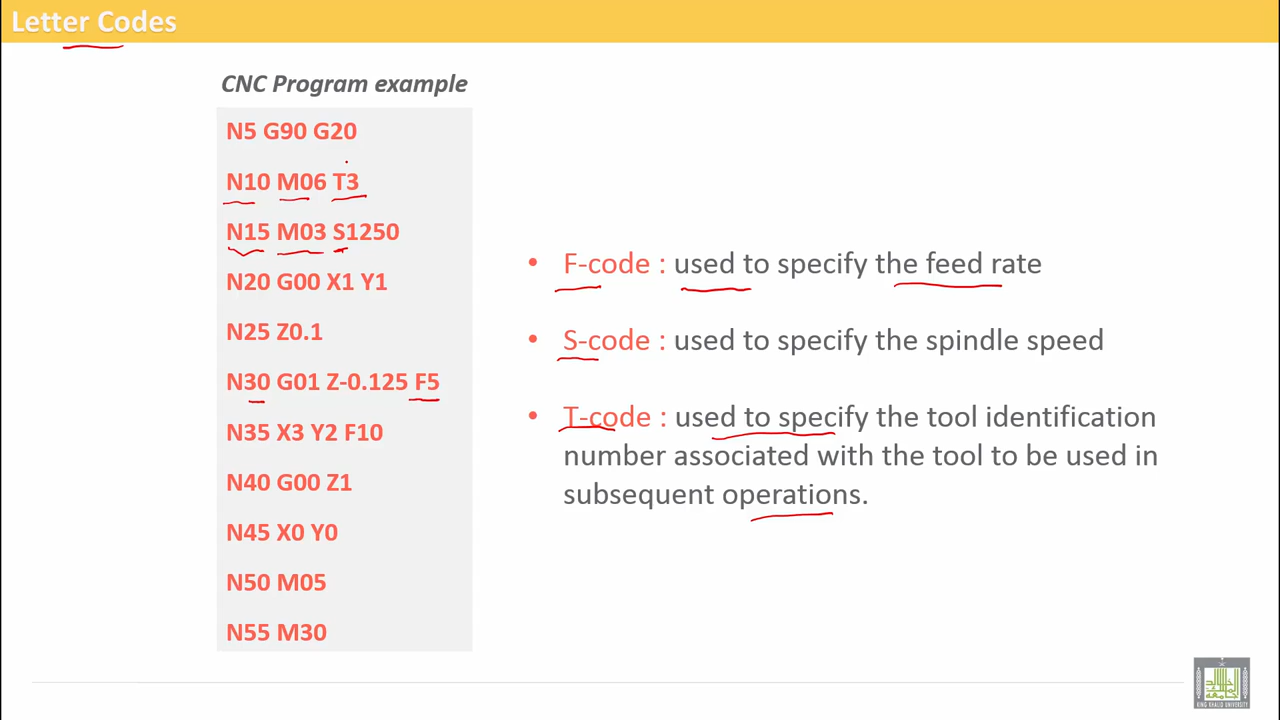 Letter Codes
CNC Program example
N5 G90 G20
N10 M06 T3
N15 M03 S1250
N20 G00 X1 Y1
N25 Z0.1
N30 G01 Z-0.125 F5
N35 X3 Y2 F10
N40 G00 Z1
N45 X0 Y0
N50 M05
N55 M30
• F-code : used to specify the feed rate
• S-code : used to specify the spindle speed
• T-code : used to specify the tool identification
number associated with the tool to be used in
subsequent operations.
KING KHALID UNIVERSITY